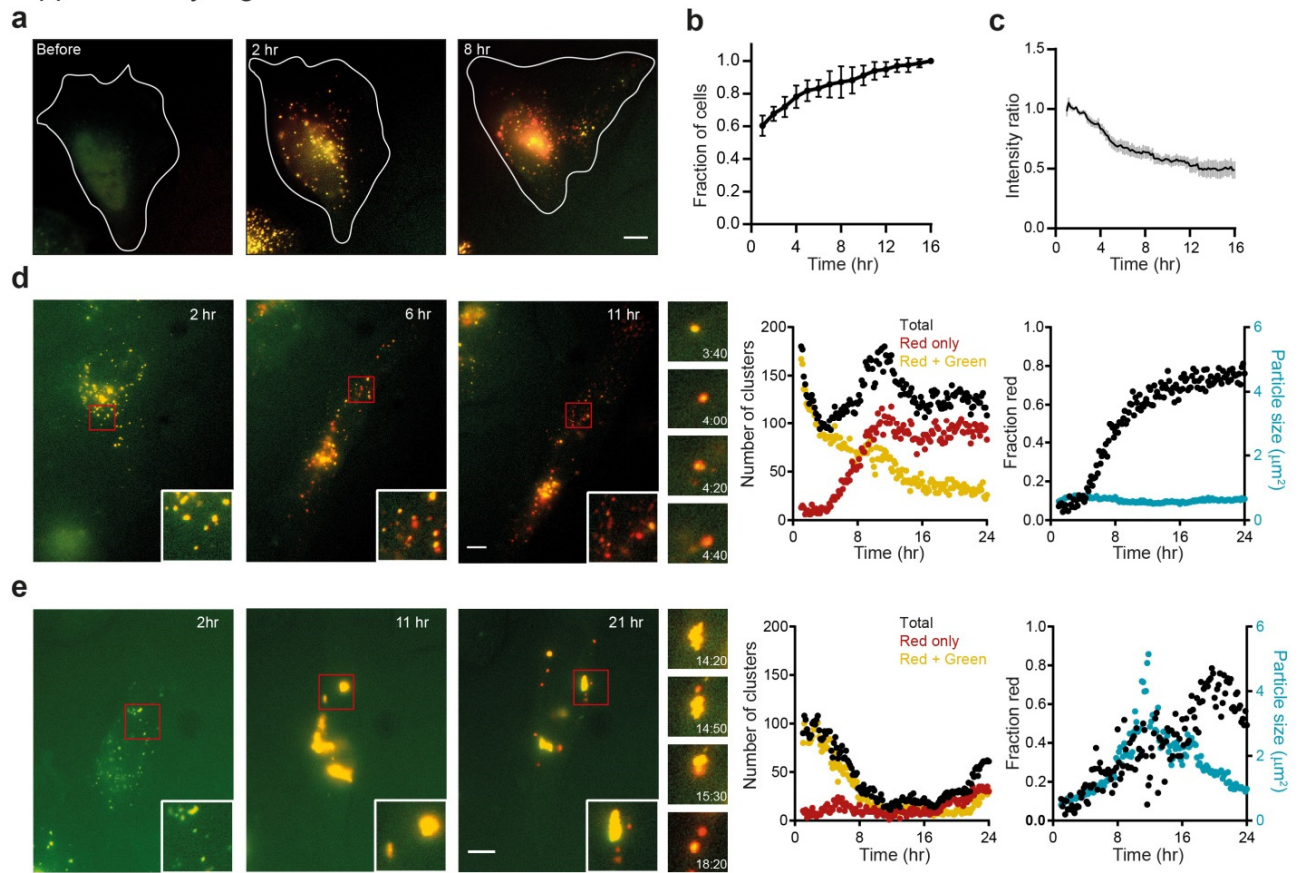 a
Before
2 hr
8 hr
b
Fraction of cells
1.0
0.8
0.6
0.4
0.2
0.0
0
4
8
12
16
Time (hr)
c
Intensity ratio
1.5
1.0
0.5
0.0
0
4
8
12
16
Time (hr)
d
2 hr
6 hr
11 hr
3:40
4:00
4:20
4:40
Number of clusters
200
150
100
50
0
Total
Red only
Red + Green
0
8
16
24
Time (hr)
Fraction red
1.0
0.8
0.6
0.4
0.2
0.0
6
4
2
0
Particle size (μm²)
0
8
16
24
Time (hr)
e
2hr
11 hr
21 hr
14:20
14:50
15:30
18:20
Number of clusters
200
150
100
50
0
Total
Red only
Red + Green
0
8
16
24
Time (hr)
Fraction red
1.0
0.8
0.6
0.4
0.2
0.0
6
4
2
0
Particle size (μm²)
0
8
16
24
Time (hr)